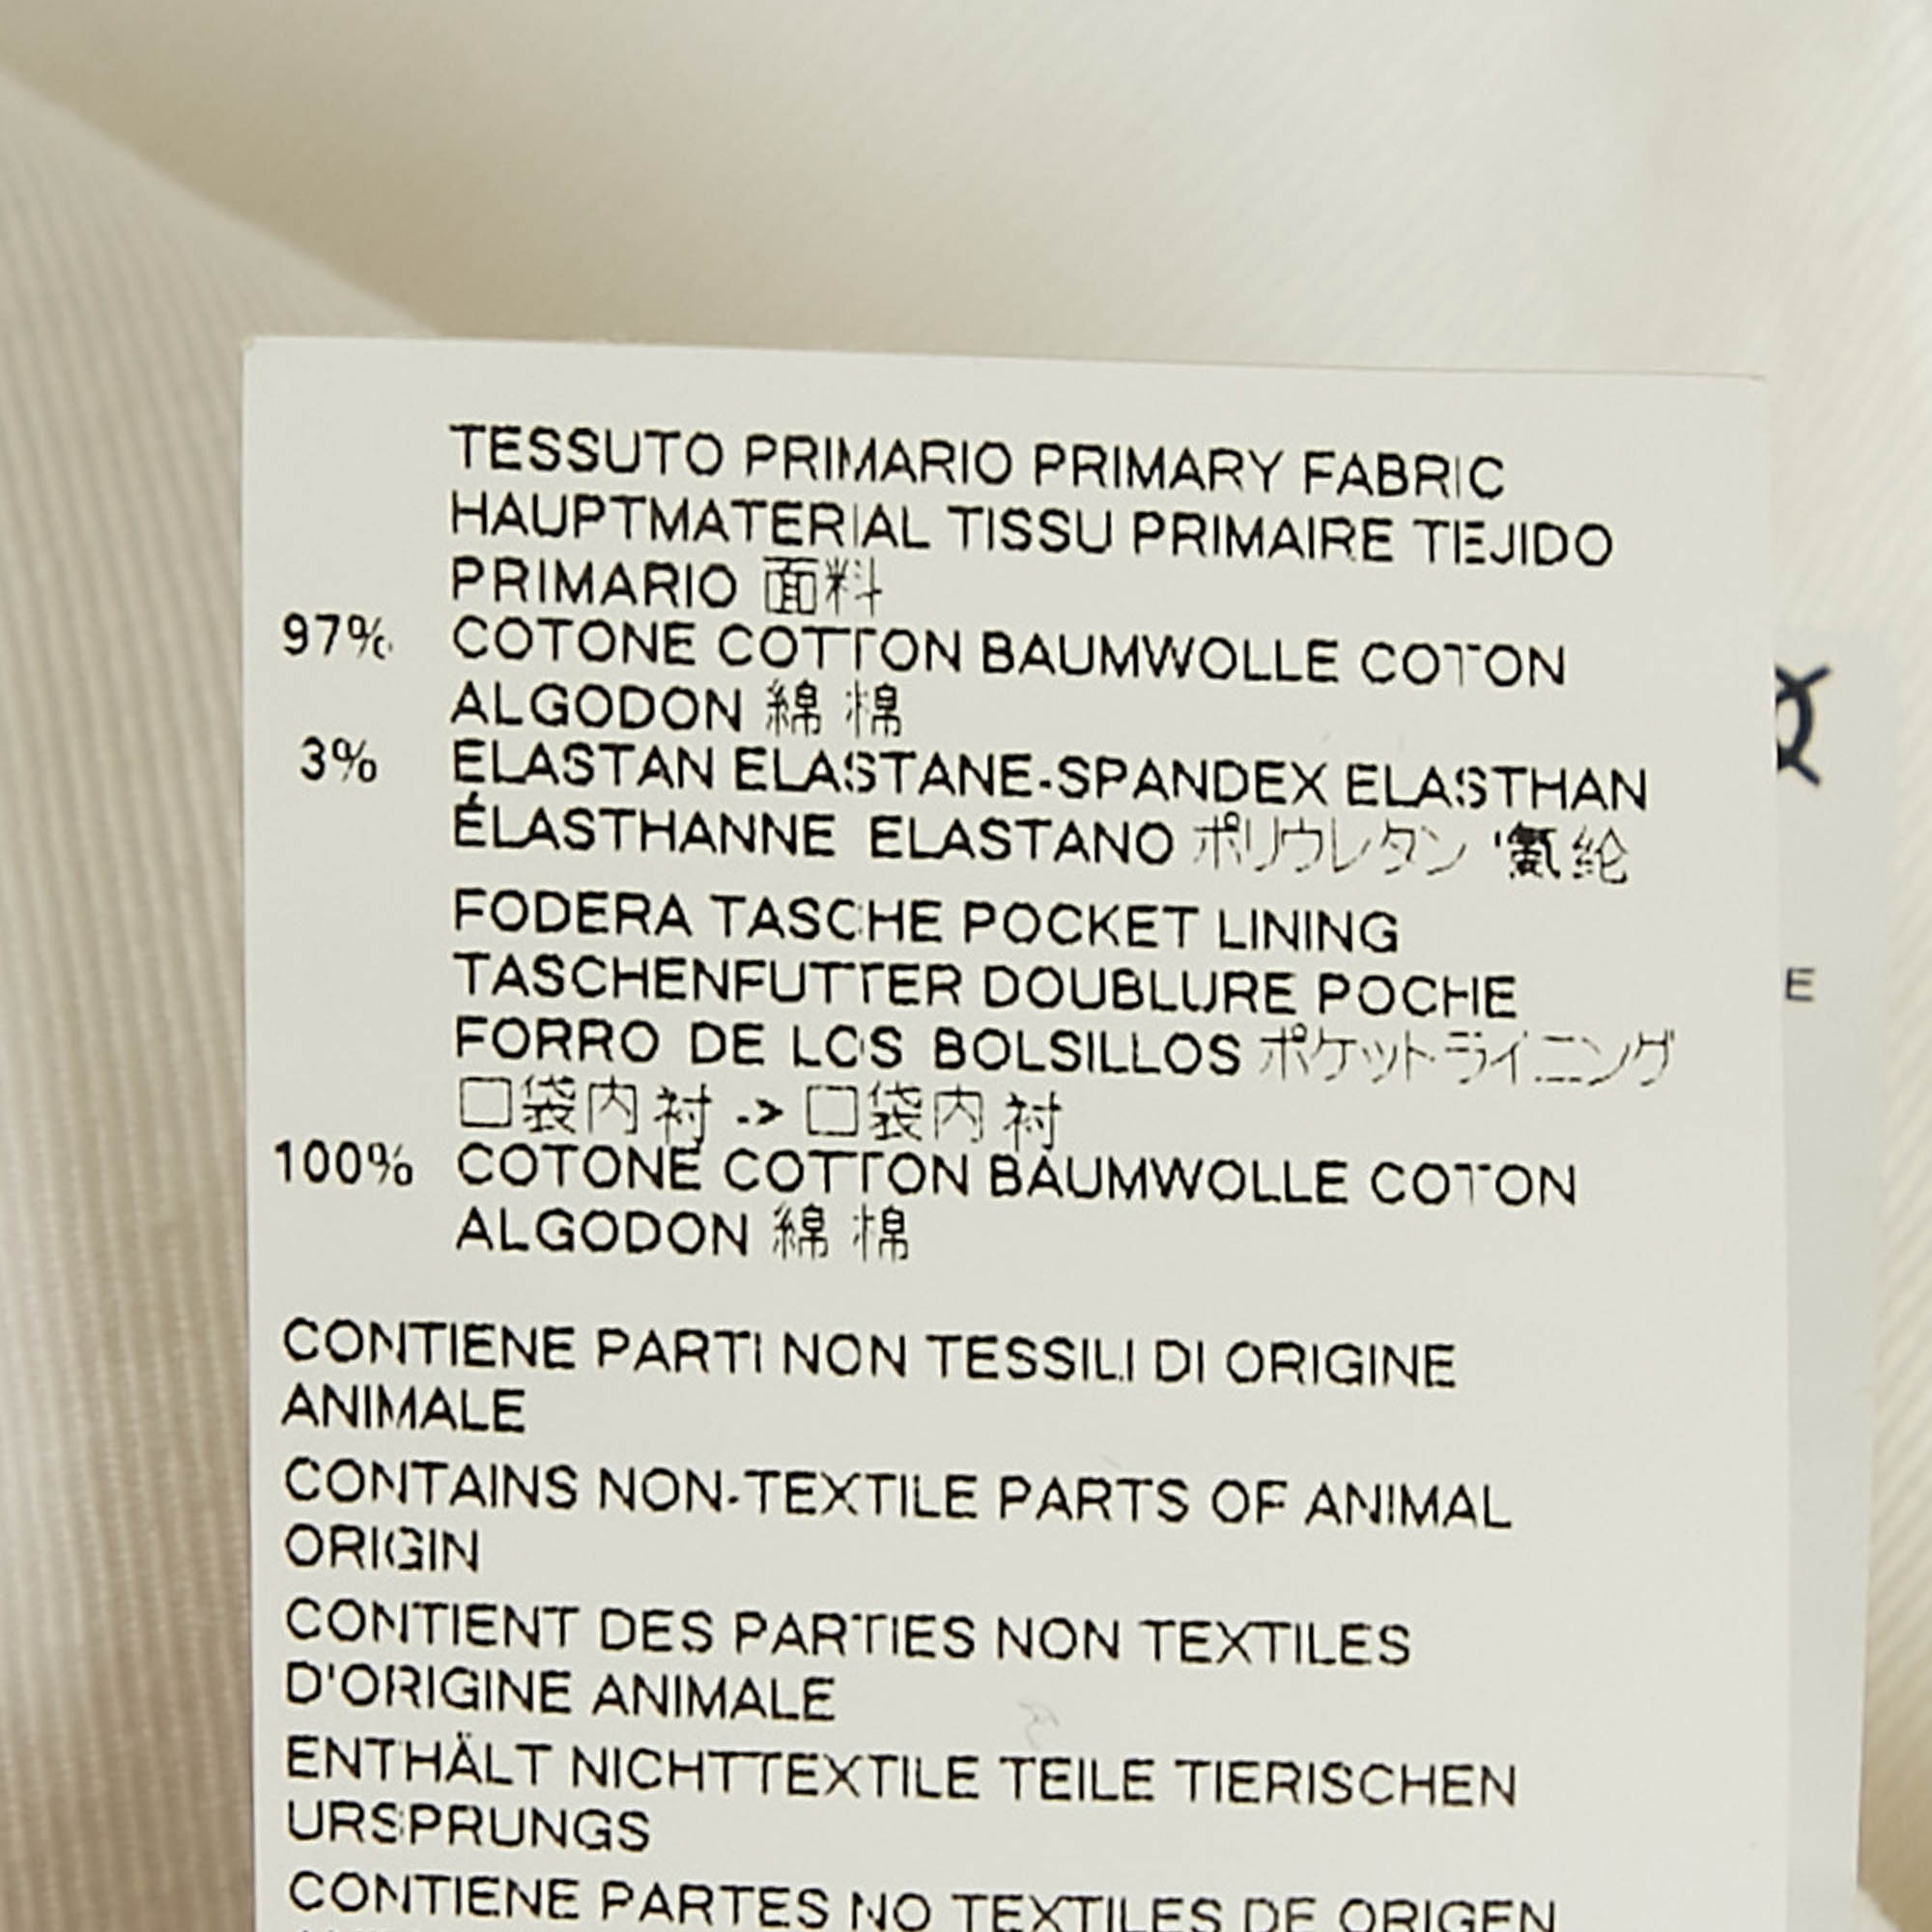 TESSUTO PRIMARIO PRIMARY FABRIC
HAUPTMATERIAL TISSU PRIMAIRE TEJIDO
PRIMARIO 面料
97% COTONE COTTON BAUMWOLLE COTON
ALGODON 綿 棉
3% ELASTAN ELASTANE-SPANDEX ELASTHAN
ÉLASTHANNE ELASTANO ポリウレタン 氨纶
FODERA TASCHE POCKET LINING
TASCHENFUTTER DOUBLURE POCHE
FORRO DE LOS BOLSILLOS ポケットライニング
口袋内衬 -> 口袋内衬
100% COTONE COTTON BAUMWOLLE COTON
ALGODON 綿 棉
CONTIENE PARTI NON TESSILI DI ORIGINE
ANIMALE
CONTAINS NON-TEXTILE PARTS OF ANIMAL
ORIGIN
CONTIENT DES PARTIES NON TEXTILES
D'ORIGINE ANIMALE
ENTHÄLT NICHTTEXTILE TEILE TIERISCHEN
URSPRUNGS
CONTIENE PARTES NO TEXTILES DE ORIGEN
E